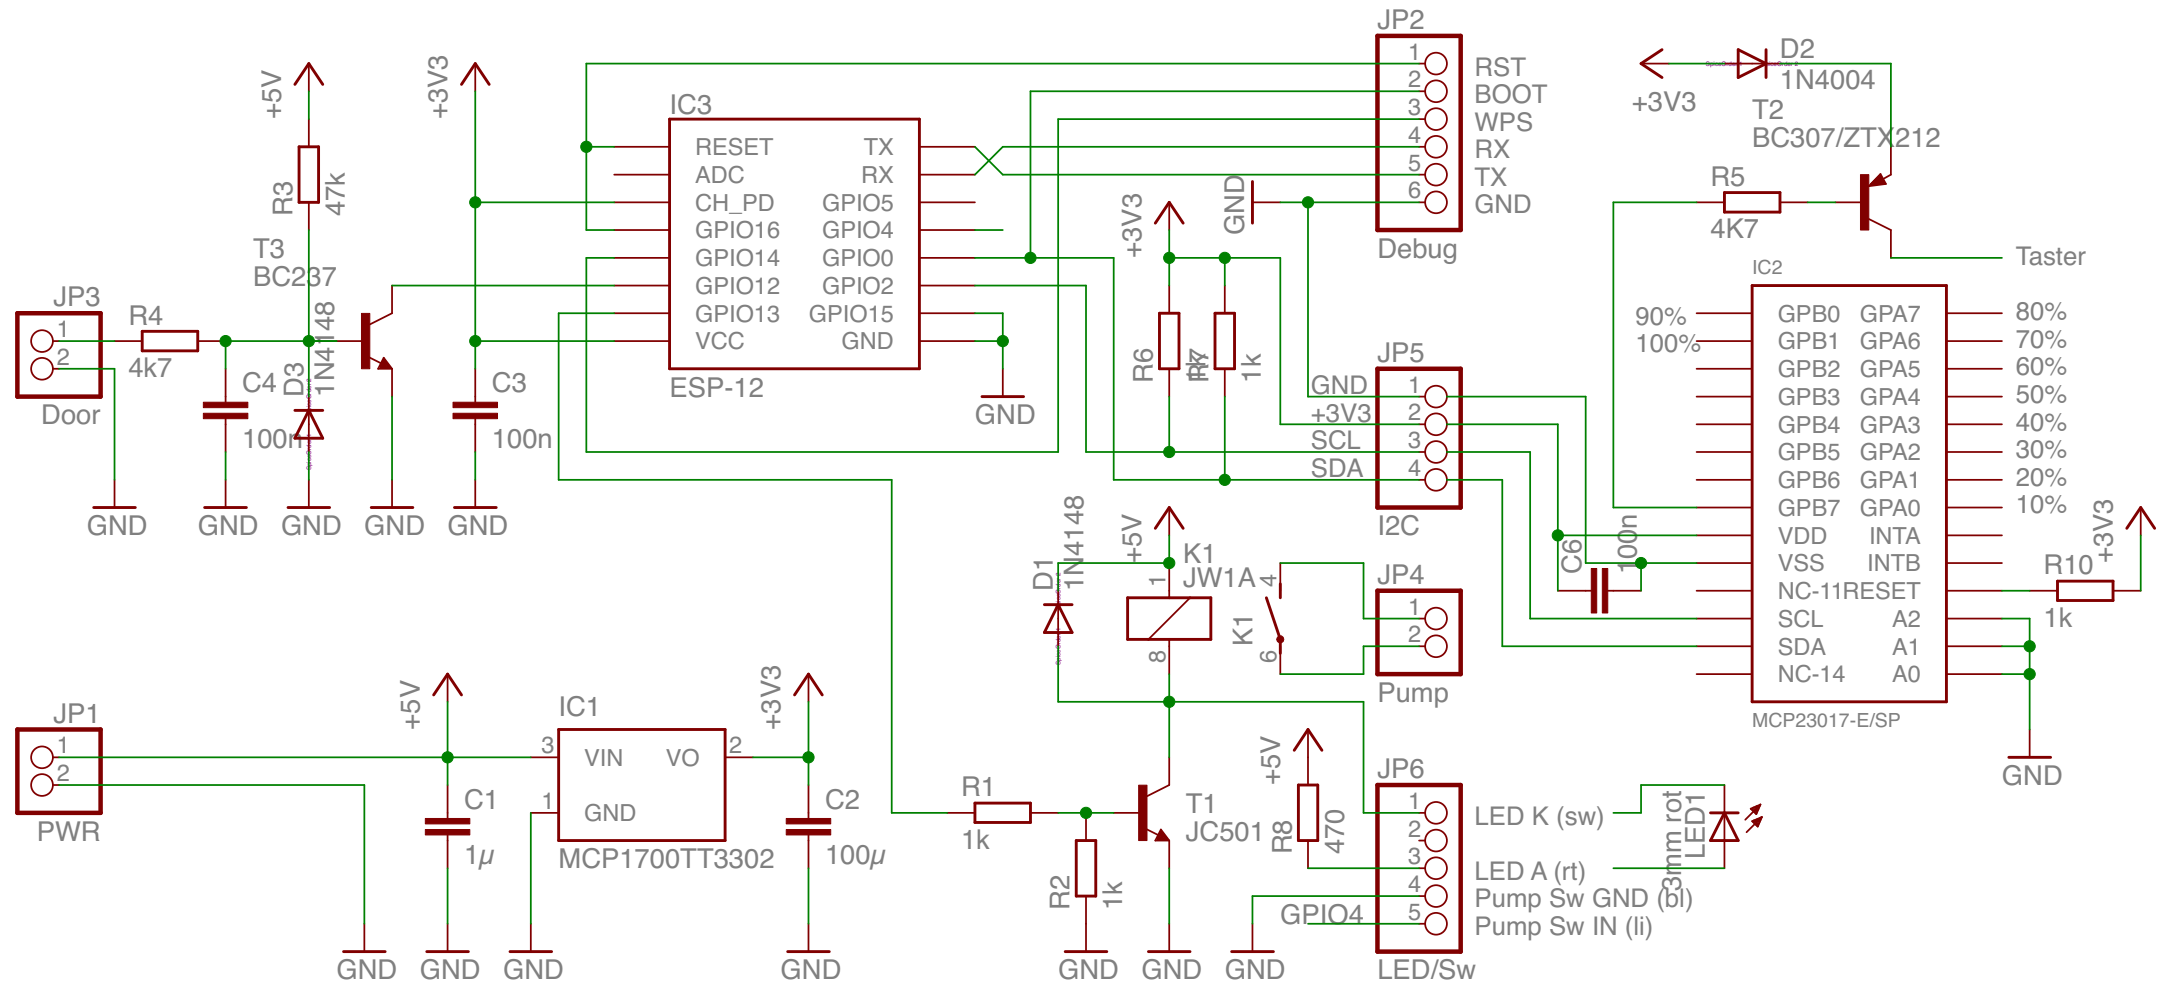 JP2
1
2
3
4
5
6
RST
BOOT
WPS
RX
TX
GND
Debug
+3V3
D2
1N4004
T2
BC307/ZTX212
R5
4K7
Taster
+5V
R3
47k
T3
BC237
+3V3
IC3
RESET
ADC
CH_PD
GPIO16
GPIO14
GPIO12
GPIO13
VCC
TX
RX
GPIO5
GPIO4
GPIO0
GPIO2
GPIO15
GND
ESP-12
GND
JP3
1
2
Door
R4
4k7
C4
100n
D3
1N4148
C3
100n
GND
GND
GND
GND
GND
+3V3
GND
R6
1k
R7
1k
JP5
GND
+3V3
SCL
SDA
1
2
3
4
I2C
IC2
90%
100%
GPB0
GPB1
GPB2
GPB3
GPB4
GPB5
GPB6
GPB7
VDD
VSS
NC-11
SCL
SDA
NC-14
GPA7
GPA6
GPA5
GPA4
GPA3
GPA2
GPA1
GPA0
INTA
INTB
RESET
A2
A1
A0
80%
70%
60%
50%
40%
30%
20%
10%
MCP23017-E/SP
C6
100n
+3V3
R10
1k
GND
D1
1N4148
+5V
K1
JW1A
1
8
K1
4
6
JP4
1
2
Pump
JP1
1
2
PWR
+5V
IC1
3
VIN
VO
2
1
GND
MCP1700TT3302
+3V3
C1
1µ
C2
100µ
GND
GND
GND
GND
R1
1k
R2
1k
T1
JC501
GND
GND
GND
+5V
R8
470
JP6
1
2
3
4
5
GPIO4
LED K (sw)
LED A (rt)
Pump Sw GND (bl)
Pump Sw IN (li)
LED/Sw
3mm rot
LED1